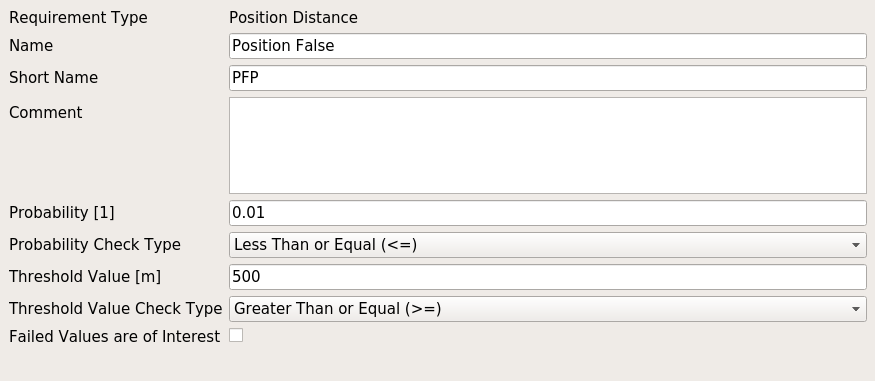 Requirement Type Position Distance
Name Position False
Short Name PFP
Comment
Probability [1] 0.01
Probability Check Type Less Than or Equal (<=)
Threshold Value [m] 500
Threshold Value Check Type Greater Than or Equal (>=)
Failed Values are of Interest